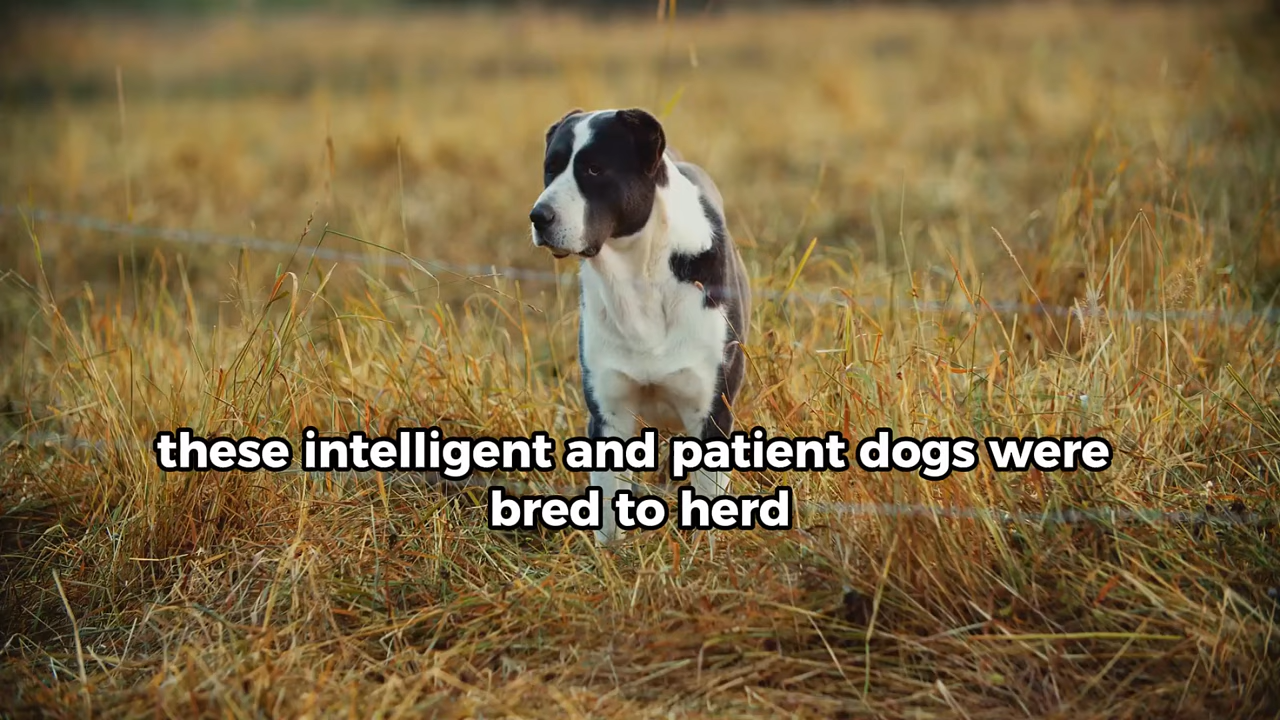 these intelligent and patient dogs were
bred to herd